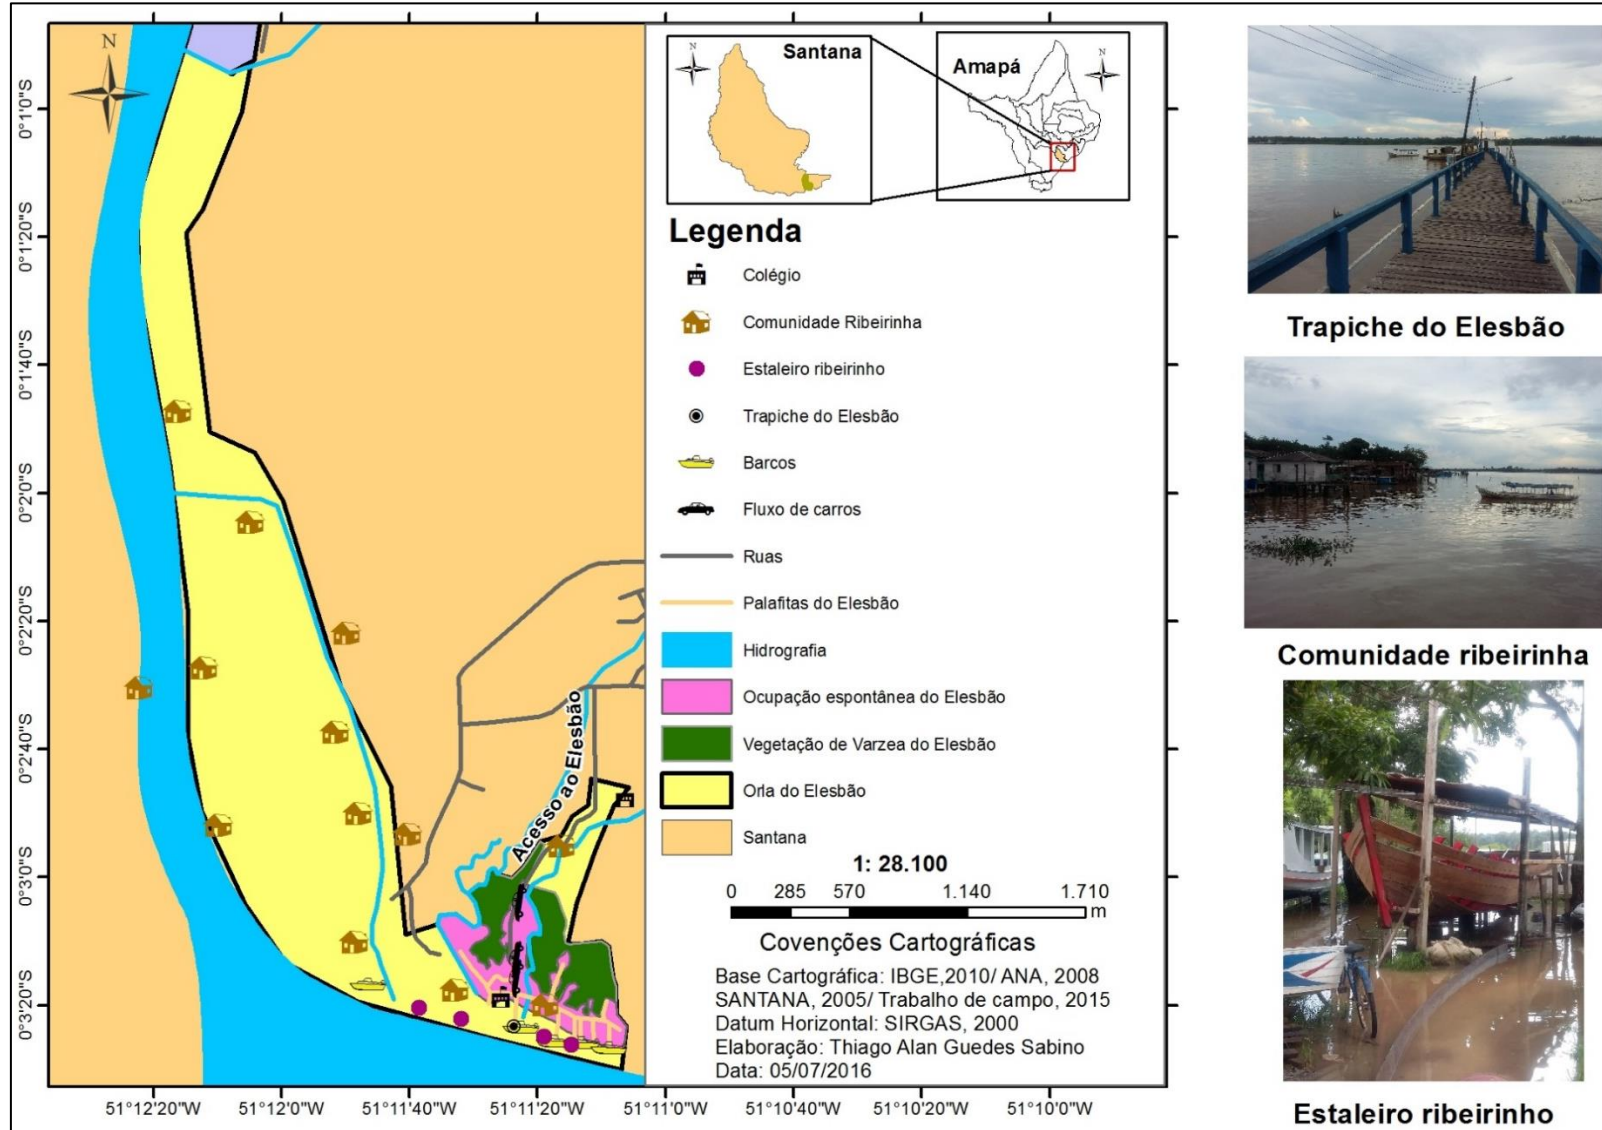 N
0°1'0"S
0°1'20"S
0°1'40"S
0°2'0"S
0°2'20"S
0°2'40"S
0°3'0"S
0°3'20"S
51°12'20"W
51°12'0"W
51°11'40"W
51°11'20"W
51°11'0"W
51°10'40"W
51°10'20"W
51°10'0"W
Acesso ao Elesbão
N
Santana
Amapá
N
Legenda
Colégio
Comunidade Ribeirinha
Estaleiro ribeirinho
Trapiche do Elesbão
Barcos
Fluxo de carros
Ruas
Palafitas do Elesbão
Hidrografia
Ocupação espontânea do Elesbão
Vegetação de Varzea do Elesbão
Orla do Elesbão
Santana
1: 28.100
0 285 570 1.140 1.710
m
Covenções Cartográficas
Base Cartográfica: IBGE,2010/ ANA, 2008
SANTANA, 2005/ Trabalho de campo, 2015
Datum Horizontal: SIRGAS, 2000
Elaboração: Thiago Alan Guedes Sabino
Data: 05/07/2016
Trapiche do Elesbão
Comunidade ribeirinha
Estaleiro ribeirinho